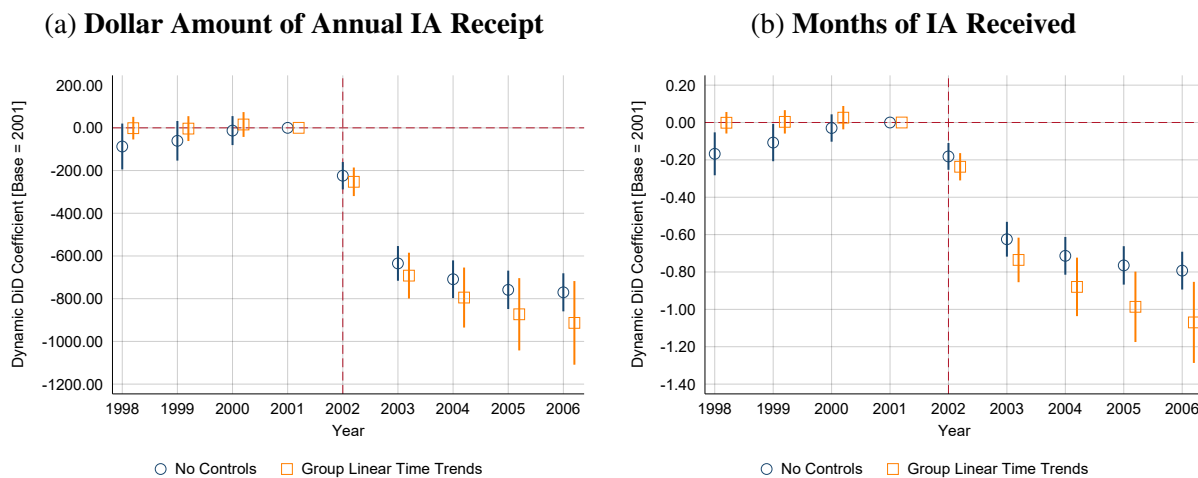 (a) Dollar Amount of Annual IA Receipt
Dynamic DiD Coefficient [Base = 2001]
200.00
0.00
-200.00
-400.00
-600.00
-800.00
-1000.00
-1200.00
1998 1999 2000 2001 2002 2003 2004 2005 2006
Year
No Controls Group Linear Time Trends
(b) Months of IA Received
Dynamic DiD Coefficient [Base = 2001]
0.20
0.00
-0.20
-0.40
-0.60
-0.80
-1.00
-1.20
-1.40
1998 1999 2000 2001 2002 2003 2004 2005 2006
Year
No Controls Group Linear Time Trends